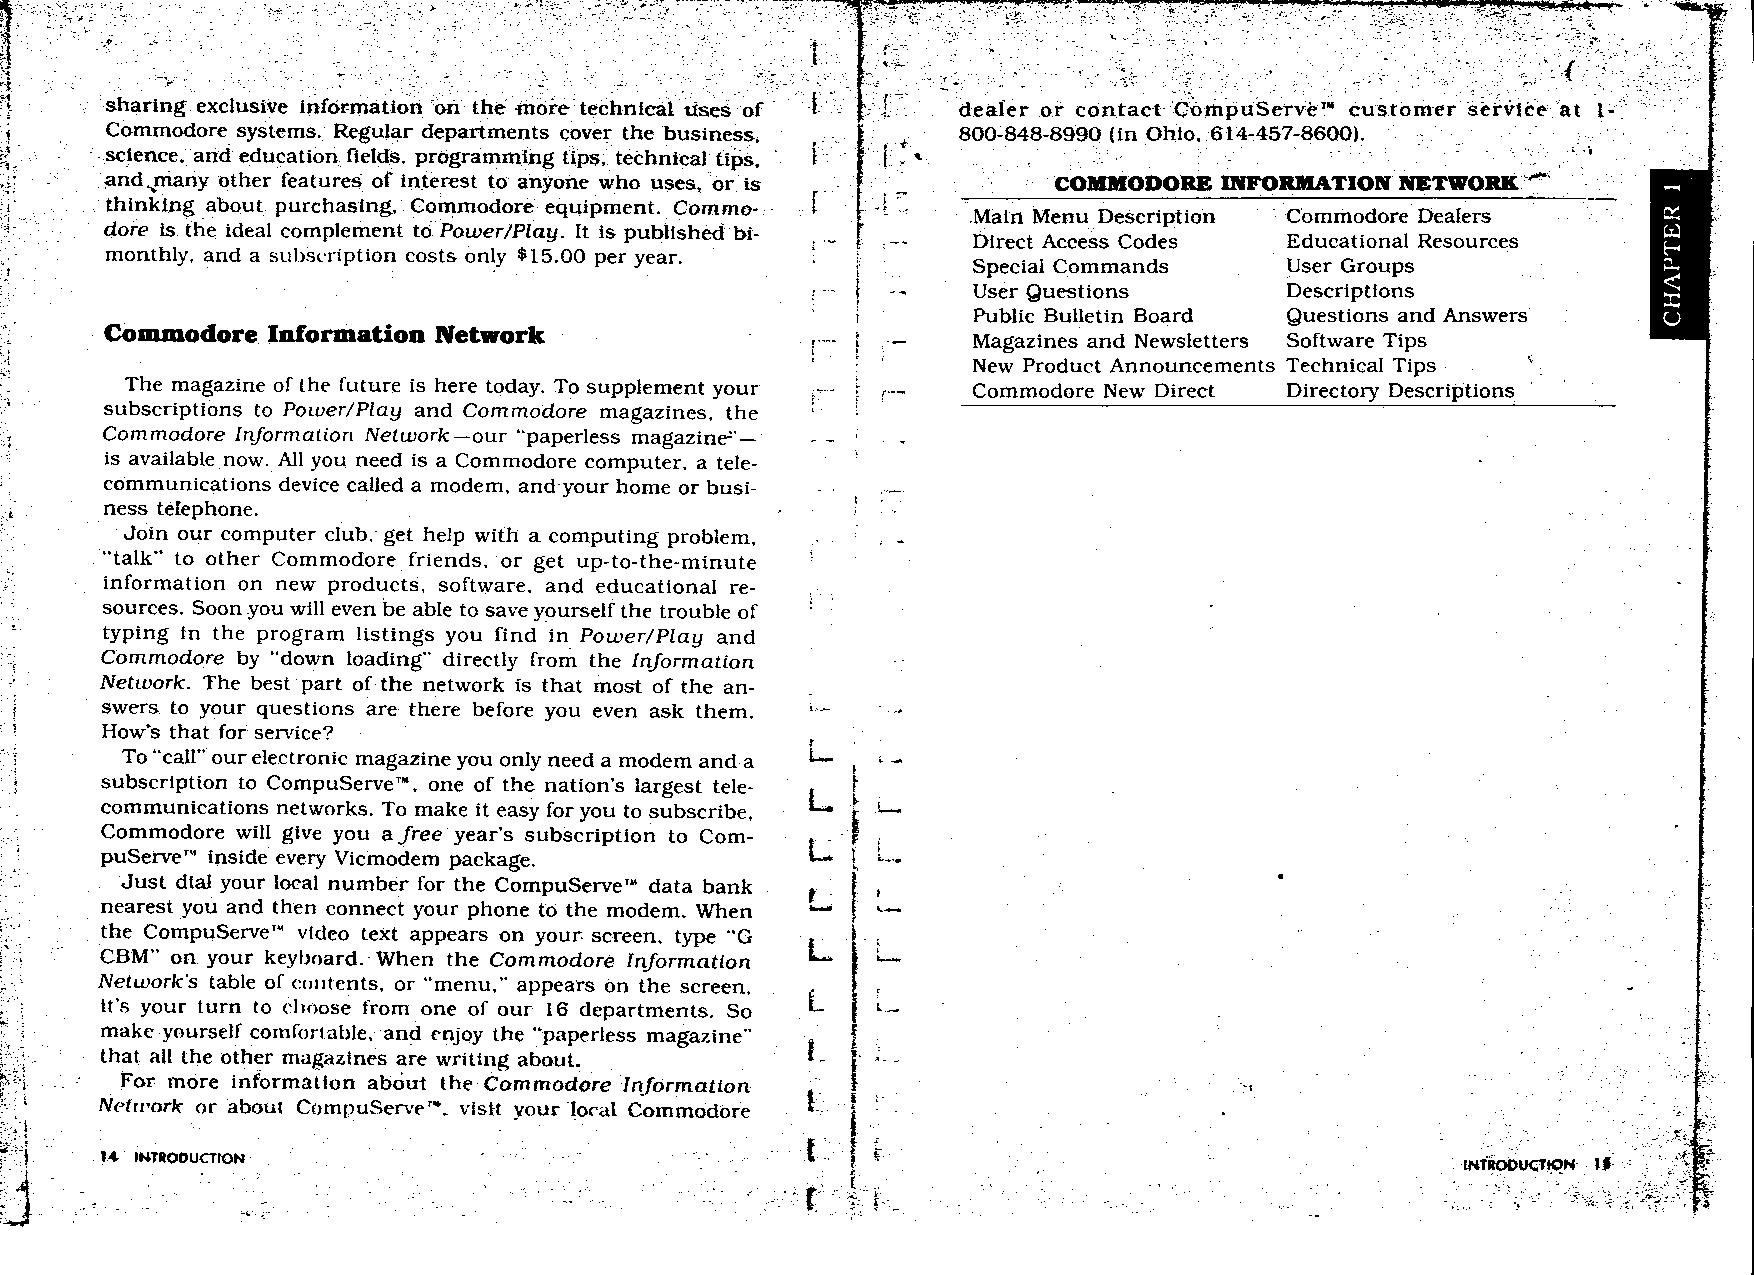 sharing exclusive information on the more technical uses of
Commodore systems. Regular departments cover the business,
science, and education fields, programming tips, technical tips,
and many other features of interest to anyone who uses, or is
thinking about purchasing, Commodore equipment. Commo-
dore is the ideal complement to Power/Play. It is published bi-
monthly, and a subscription costs only $15.00 per year.
Commodore Information Network
The magazine of the future is here today. To supplement your
subscriptions to Power/Play and Commodore magazines, the
Commodore Information Network—our “paperless magazine”—
is available now. All you need is a Commodore computer, a tele-
communications device called a modem, and your home or busi-
ness telephone.
Join our computer club, get help with a computing problem,
“talk” to other Commodore friends, or get up-to-the-minute
information on new products, software, and educational re-
sources. Soon you will even be able to save yourself the trouble of
typing in the program listings you find in Power/Play and
Commodore by “down loading” directly from the Information
Network. The best part of the network is that most of the an-
swers to your questions are there before you even ask them.
How’s that for service?
To “call” our electronic magazine you only need a modem and a
subscription to CompuServe™, one of the nation’s largest tele-
communications networks. To make it easy for you to subscribe,
Commodore will give you a free year’s subscription to Com-
puServe™ inside every Vicmodem package.
Just dial your local number for the CompuServe™ data bank
nearest you and then connect your phone to the modem. When
the CompuServe™ video text appears on your screen, type “G
CBM” on your keyboard. When the Commodore Information
Network’s table of contents, or “menu,” appears on the screen,
it’s your turn to choose from one of our 16 departments. So
make yourself comfortable, and enjoy the “paperless magazine”
that all the other magazines are writing about.
For more information about the Commodore Information
Network or about CompuServe™, visit your local Commodore
14 INTRODUCTION
dealer or contact CompuServe™ customer service at 1-
800-848-8990 (in Ohio, 614-457-8600).
COMMODORE INFORMATION NETWORK
Main Menu Description Commodore Dealers
Direct Access Codes Educational Resources
Special Commands User Groups
User Questions Descriptions
Public Bulletin Board Questions and Answers
Magazines and Newsletters Software Tips
New Product Announcements Technical Tips
Commodore New Direct Directory Descriptions
CHAPTER 1
INTRODUCTION 15